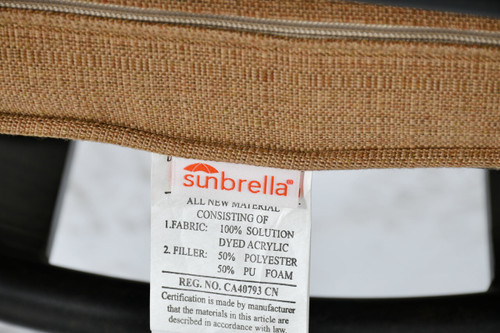 sunbrella®
ALL NEW MATERIAL
CONSISTING OF
1.FABRIC: 100% SOLUTION
DYED ACRYLIC
2. FILLER: 50% POLYESTER
50% PU FOAM
REG. NO. CA40793 CN
Certification is made by manufacturer
that the materials in this article are
described in accordance with law.